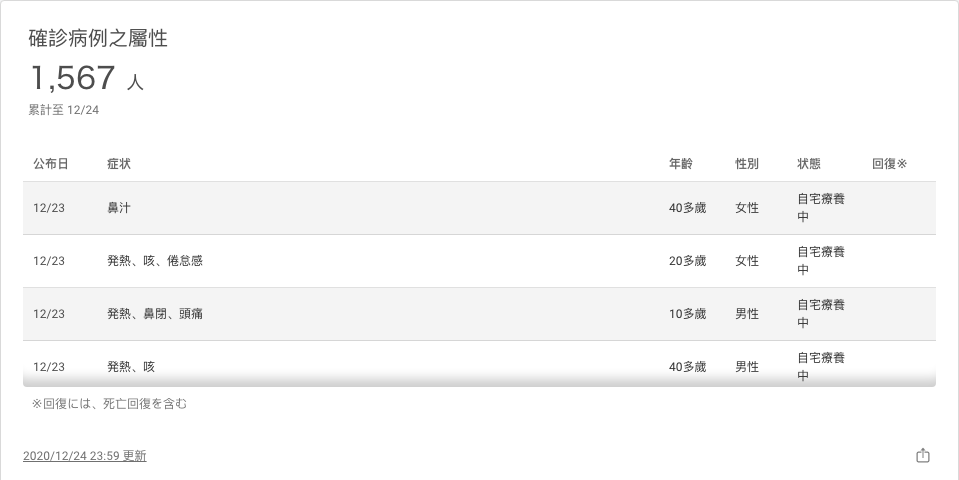 確診病例之屬性
1,567 人
累計至 12/24
公布日 症状 年齢 性別 状態 回復※
12/23 鼻汁 40多歲 女性 自宅療養
中
12/23 発熱、咳、倦怠感 20多歲 女性 自宅療養
中
12/23 発熱、鼻閉、頭痛 10多歲 男性 自宅療養
中
12/23 発熱、咳 40多歲 男性 自宅療養
中
※回復には、死亡回復を含む
2020/12/24 23:59 更新